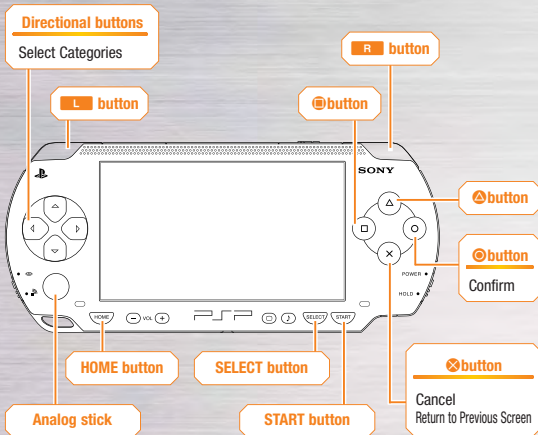 Directional buttons
Select Categories
R button
L button
button
SONY
button
button
Confirm
POWER
HOLD
HOME
VOL
PSP
SELECT
START
HOME button
SELECT button
button
Cancel
Return to Previous Screen
Analog stick
START button